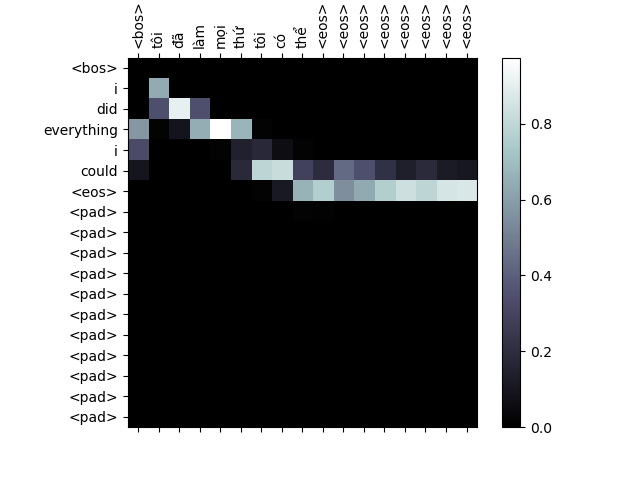 <bos> tôi đã làm mọi thứ tôi có thể <eos> <eos> <eos> <eos> <eos> <eos> <eos> <eos>
<bos>
i
did
everything
i
could
<eos>
<pad>
<pad>
<pad>
<pad>
<pad>
<pad>
<pad>
<pad>
<pad>
<pad>
<pad>
0.8
0.6
0.4
0.2
0.0